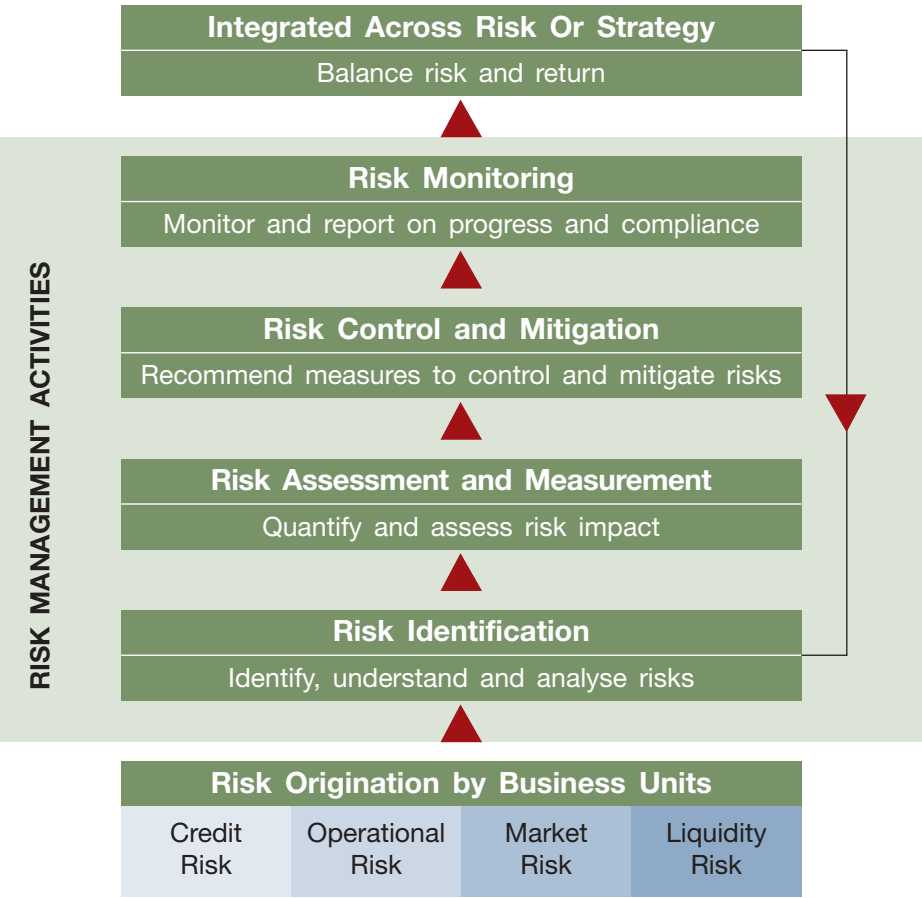 Integrated Across Risk Or Strategy
Balance risk and return
Risk Monitoring
Monitor and report on progress and compliance
Risk Control and Mitigation
Recommend measures to control and mitigate risks
Risk Assessment and Measurement
Quantify and assess risk impact
Risk Identification
Identify, understand and analyse risks
RISK MANAGEMENT ACTIVITIES
Risk Origination by Business Units
Credit
Risk
Operational
Risk
Market
Risk
Liquidity
Risk